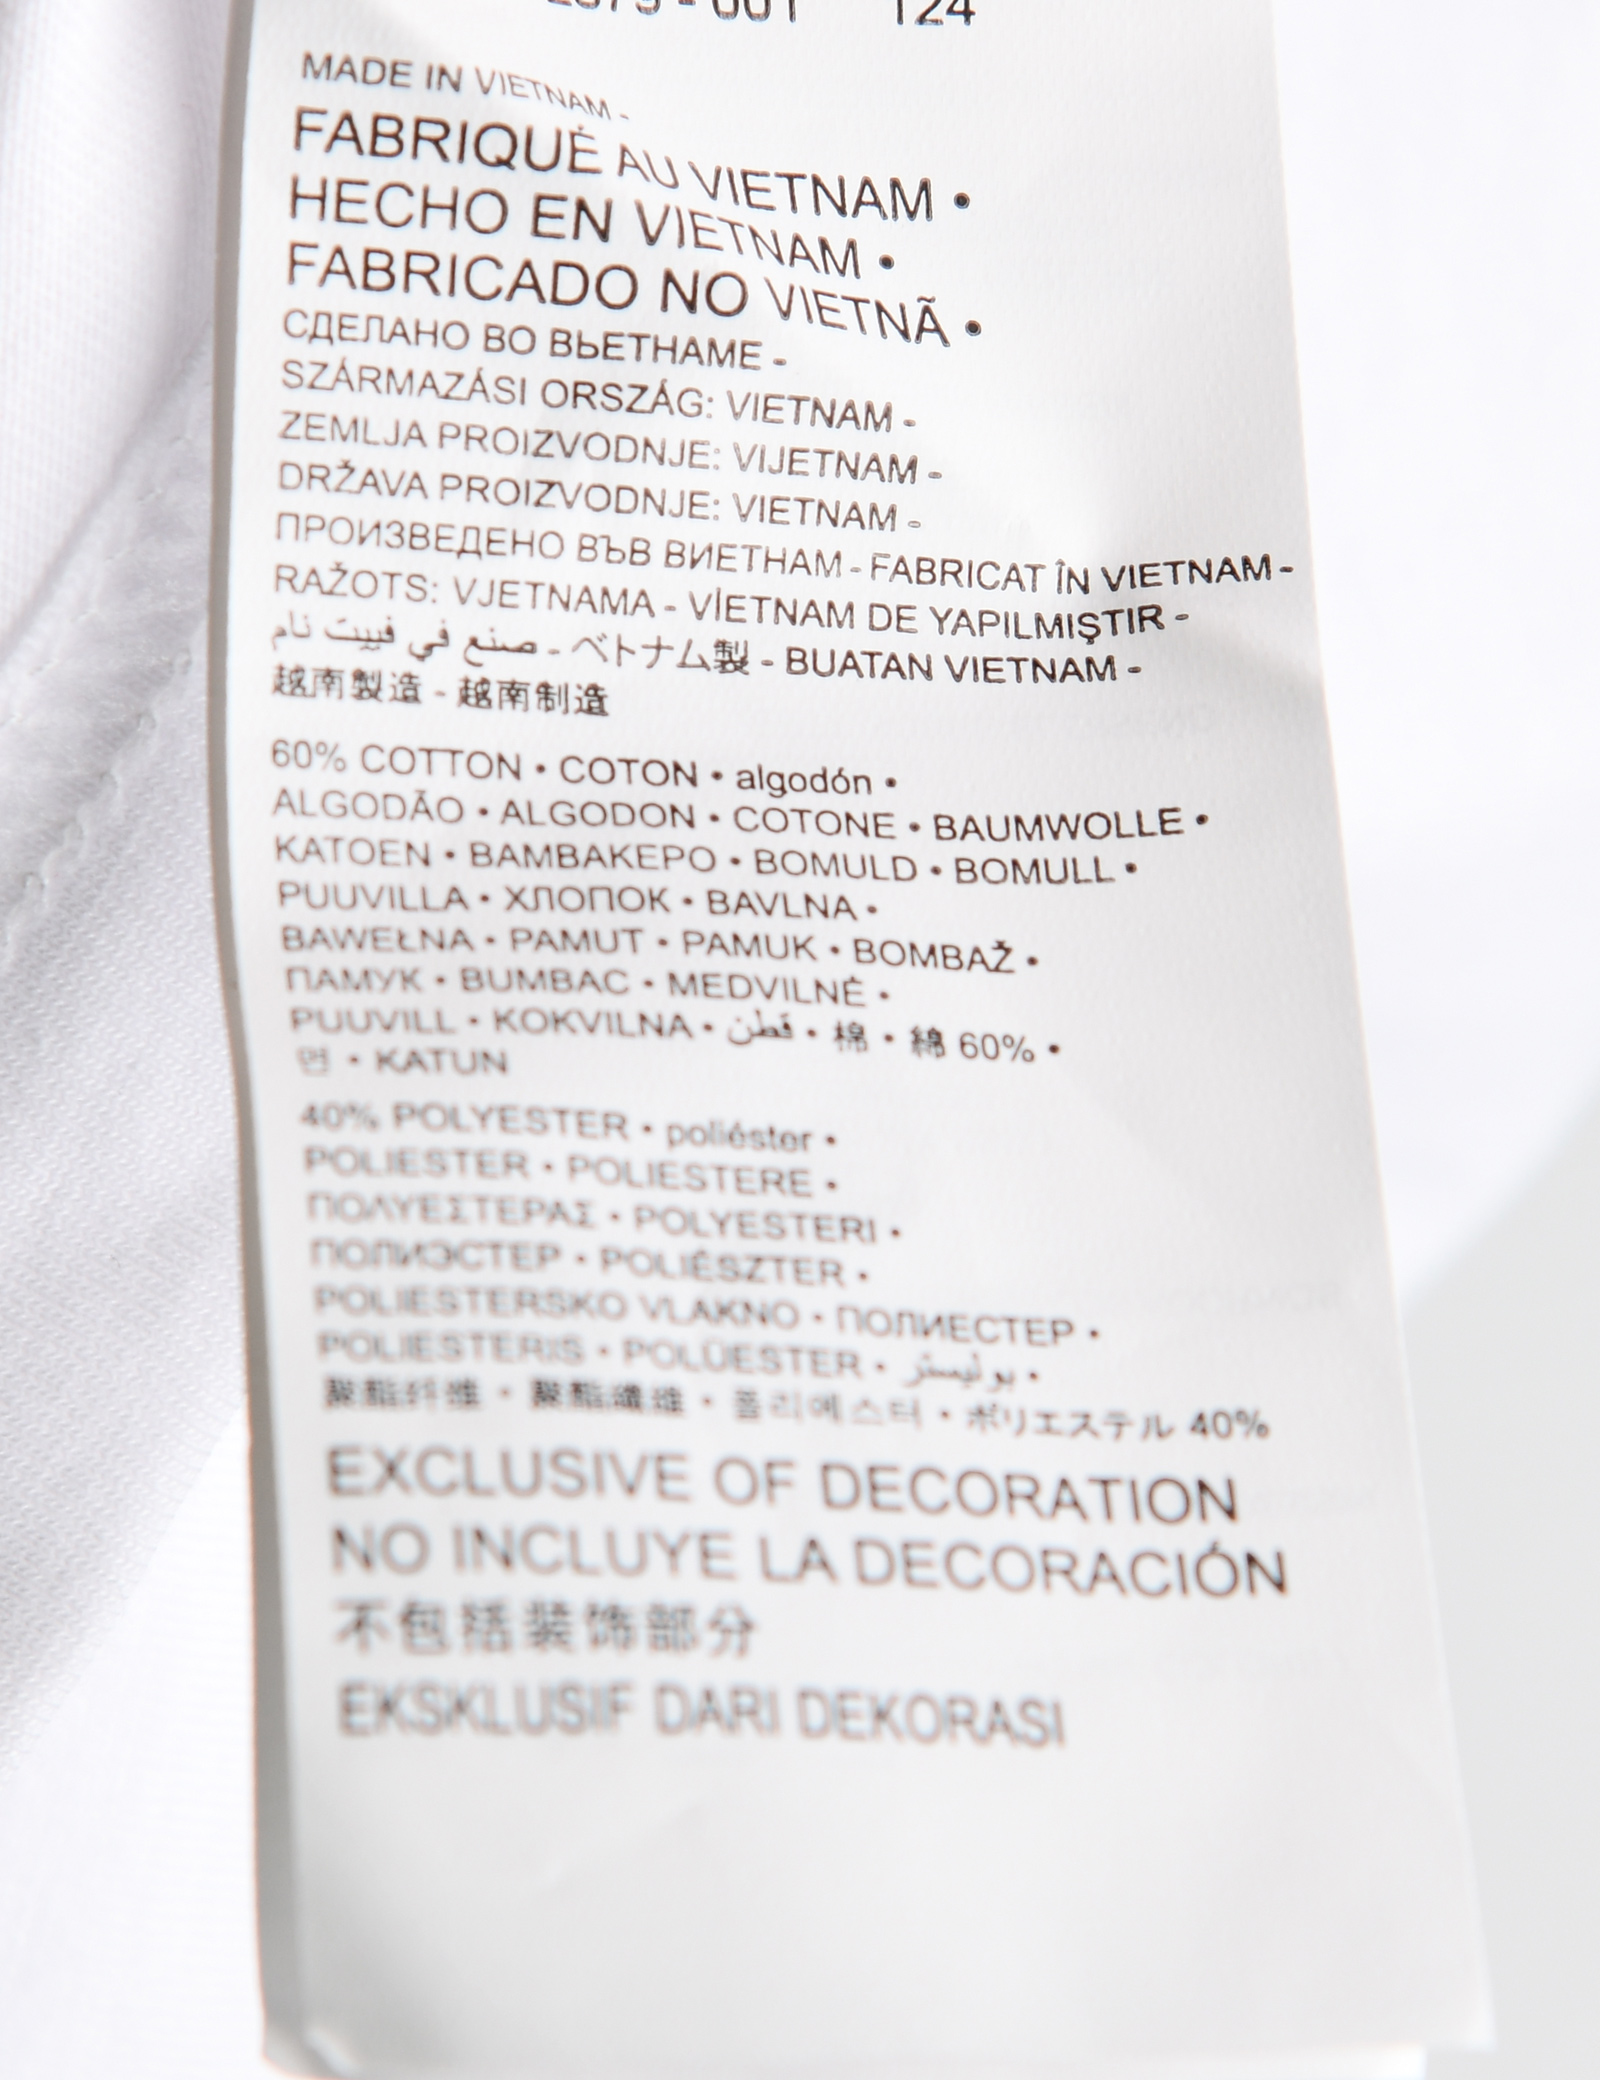 124
MADE IN VIETNAM -
FABRIQUÉ AU VIETNAM •
HECHO EN VIETNAM •
FABRICADO NO VIETNÃ •
СДЕЛАНО ВО ВЬЕТНАМЕ -
SZÁRMAZÁSI ORSZÁG: VIETNAM -
ZEMLJA PROIZVODNJE: VIJETNAM -
DRŽAVA PROIZVODNJE: VIETNAM -
ПРОИЗВЕДЕНО ВЪВ ВИЕТНАМ - FABRICAT ÎN VIETNAM -
RAŽOTS: VJETNAMA - VİETNAM DE YAPILMIŞTIR -
صنع في فييت نام - ベトナム製 - BUATAN VIETNAM -
越南製造 - 越南制造
60% COTTON • COTON • algodón •
ALGODÃO • ALGODON • COTONE • BAUMWOLLE •
KATOEN • ΒΑΜΒΑΚΕΡΟ • BOMULD • BOMULL •
PUUVILLA • ХЛОПОК • BAVLNA •
BAWEŁNA • PAMUT • PAMUK • BOMBAŽ •
ПАМУК • BUMBAC • MEDVILNĖ •
PUUVILL • KOKVILNA • قطن • 棉 • 綿 60% •
면 • KATUN
40% POLYESTER • poliéster •
POLIESTER • POLIESTERE •
ΠΟΛΥΕΣΤΕΡΑΣ • POLYESTERI •
ПОЛИЭСТЕР • POLIÉSZTER •
POLIESTERSKO VLAKNO • ПОЛИЕСТЕР •
POLIESTERIS • POLÜESTER • بوليستر •
聚酯纤维 • 聚酯纖維 • 폴리에스터 • ポリエステル 40%
EXCLUSIVE OF DECORATION
NO INCLUYE LA DECORACIÓN
不包括装饰部分
EKSKLUSIF DARI DEKORASI